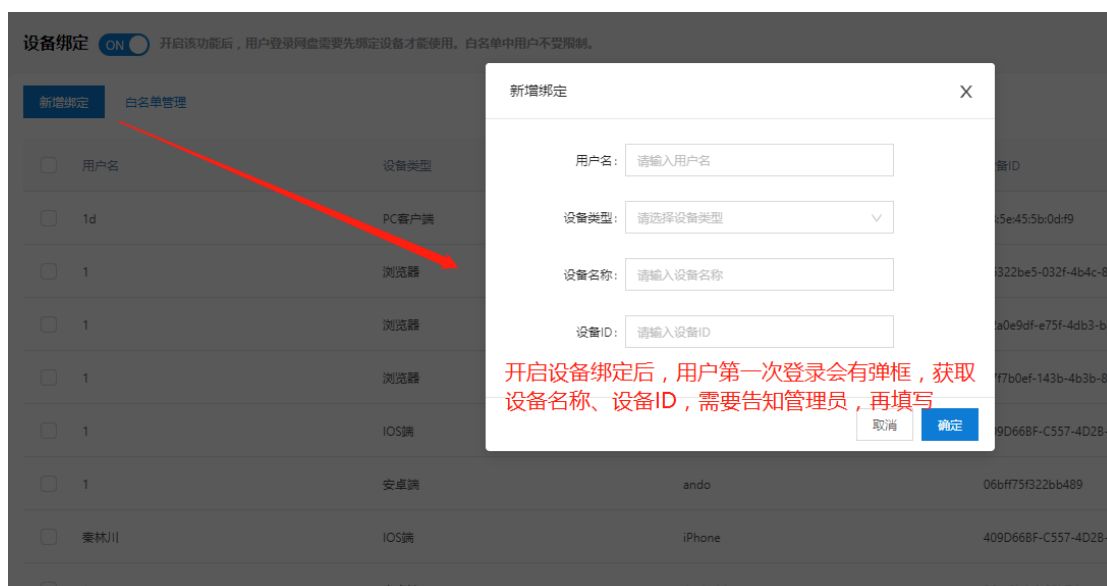 设备绑定 ON 开启该功能后，用户登录网盘需要先绑定设备才能使用。白名单中用户不受限制。
新增绑定 白名单管理
新增绑定 X
用户名 设备类型 备ID
用户名： 请输入用户名
设备类型： 请选择设备类型
设备名称： 请输入设备名称
设备ID： 请输入设备ID
开启设备绑定后，用户第一次登录会有弹框，获取
设备名称、设备ID，需要告知管理员，再填写
取消 确定
1d PC客户端 :5e:45:5b:0d:f9
1 浏览器 322be5-032f-4b4c-8
1 浏览器 a0e9df-e75f-4db3-b
1 浏览器 f7b0ef-143b-4b3b-8
1 IOS端 9D66BF-C557-4D2B-
1 安卓端 ando 06bff75f322bb489
秦林川 IOS端 iPhone 409D66BF-C557-4D2B-